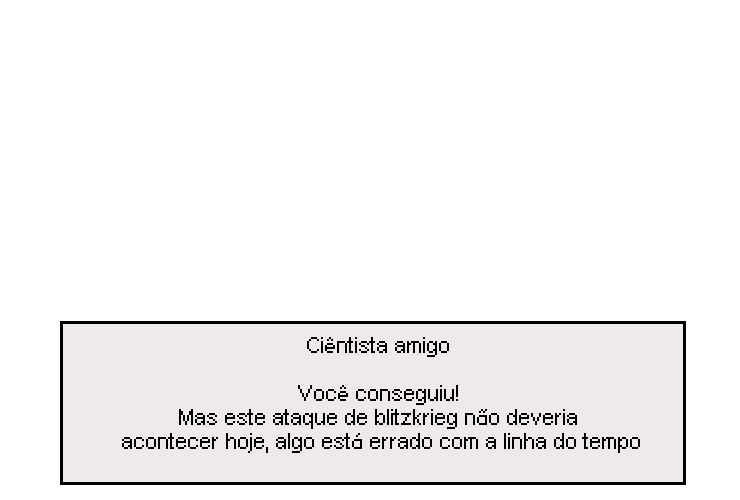 Ciêntista amigo
Você conseguiu!
Mas este ataque de blitzkrieg não deveria
acontecer hoje, algo está errado com a linha do tempo